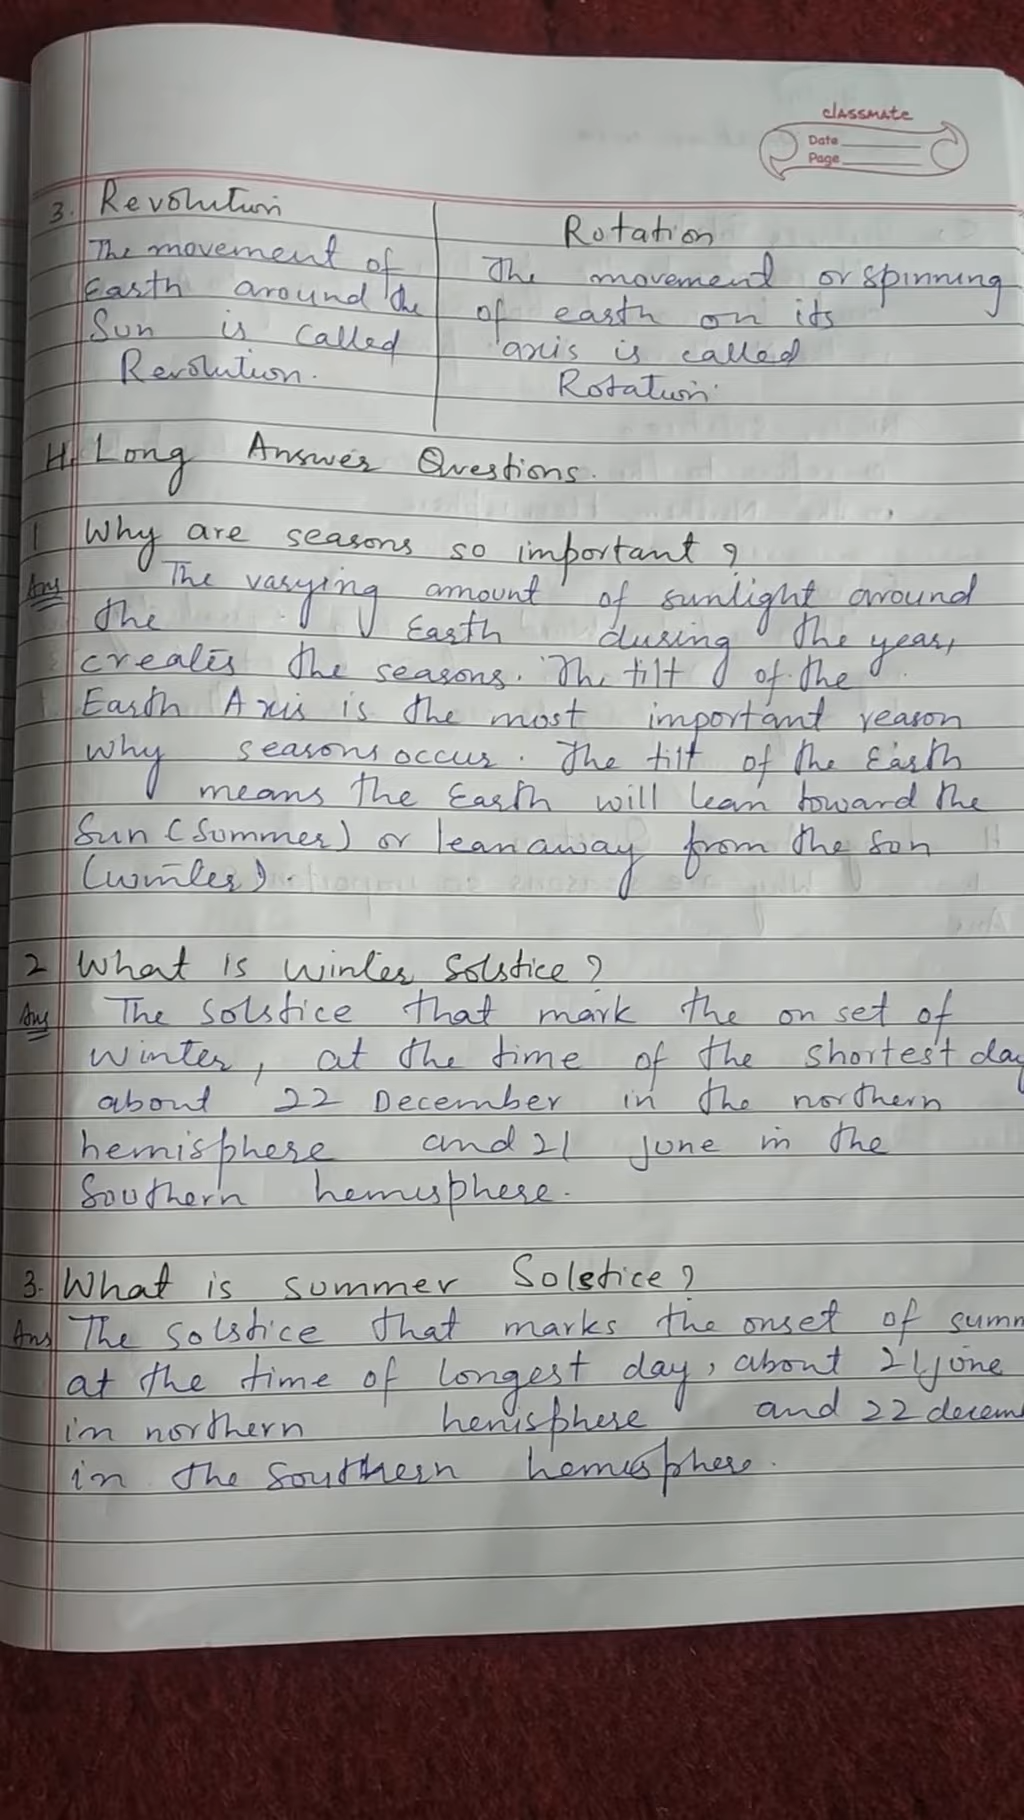 classmate
Date
Page
3. Revolution
The movement of
Earth around the
Sun is called
Revolution.
Rotation
The movement or spinning
of earth on its
axis is called
Rotation.
H. Long Answer Questions.
1 Why are seasons so important?
Ans The varying amount of sunlight around
the Earth during the year,
creates the seasons. The tilt of the
Earth Axis is the most important reason
why seasons occur. The tilt of the Earth
means the Earth will lean toward the
Sun (Summer) or lean away from the Son
(winter).
2 What is winter Solstice?
Ans The Solstice that mark the on set of
winter, at the time of the shortest day
about 22 December in the northern
hemisphere and 21 june in the
Southern hemisphere.
3. What is summer Solstice?
Ans The Solstice that marks the onset of summ
at the time of longest day, about 21 june
in northern henisphere and 22 decem
in the Southern hemisphere.